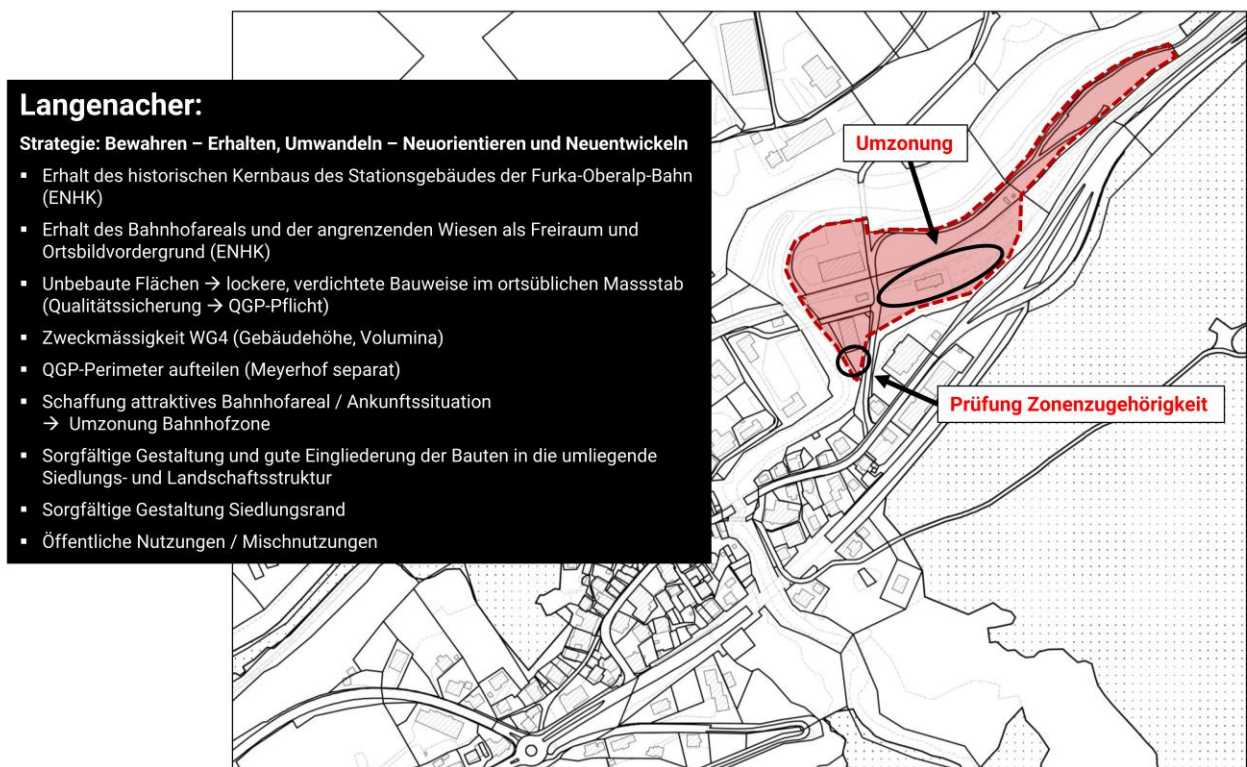 Langenacher:
Strategie: Bewahren – Erhalten, Umwandeln – Neuorientieren und Neuentwickeln
▪ Erhalt des historischen Kernbaus des Stationsgebäudes der Furka-Oberalp-Bahn
(ENHK)
▪ Erhalt des Bahnhofareals und der angrenzenden Wiesen als Freiraum und
Ortsbildvordergrund (ENHK)
▪ Unbebaute Flächen → lockere, verdichtete Bauweise im ortsüblichen Massstab
(Qualitätssicherung → QGP-Pflicht)
▪ Zweckmässigkeit WG4 (Gebäudehöhe, Volumina)
▪ QGP-Perimeter aufteilen (Meyerhof separat)
▪ Schaffung attraktives Bahnhofareal / Ankunftssituation
→ Umzonung Bahnhofzone
▪ Sorgfältige Gestaltung und gute Eingliederung der Bauten in die umliegende
Siedlungs- und Landschaftsstruktur
▪ Sorgfältige Gestaltung Siedlungsrand
▪ Öffentliche Nutzungen / Mischnutzungen
Umzonung
Prüfung Zonenzugehörigkeit